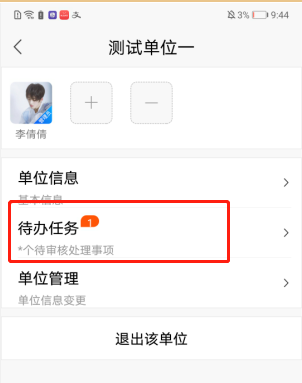 3% 9:44
测试单位一
李倩倩
单位信息
基本信息
待办任务 1
*个待审核处理事项
单位管理
单位信息变更
退出该单位